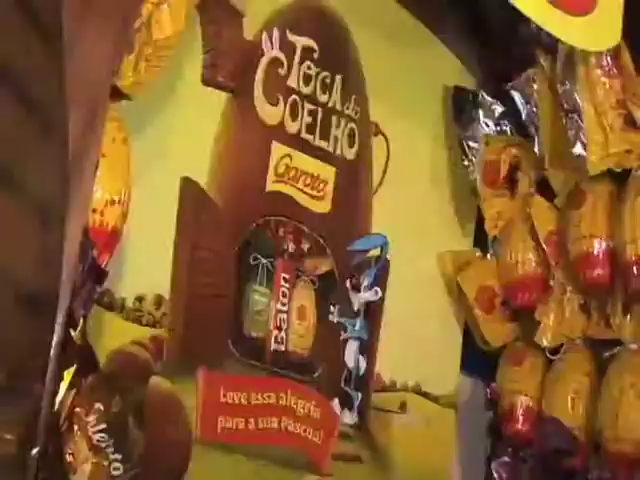 TOCA do
COELHO
Garoto
Baton
Leve essa alegria
para a sua Páscoa!
Talento